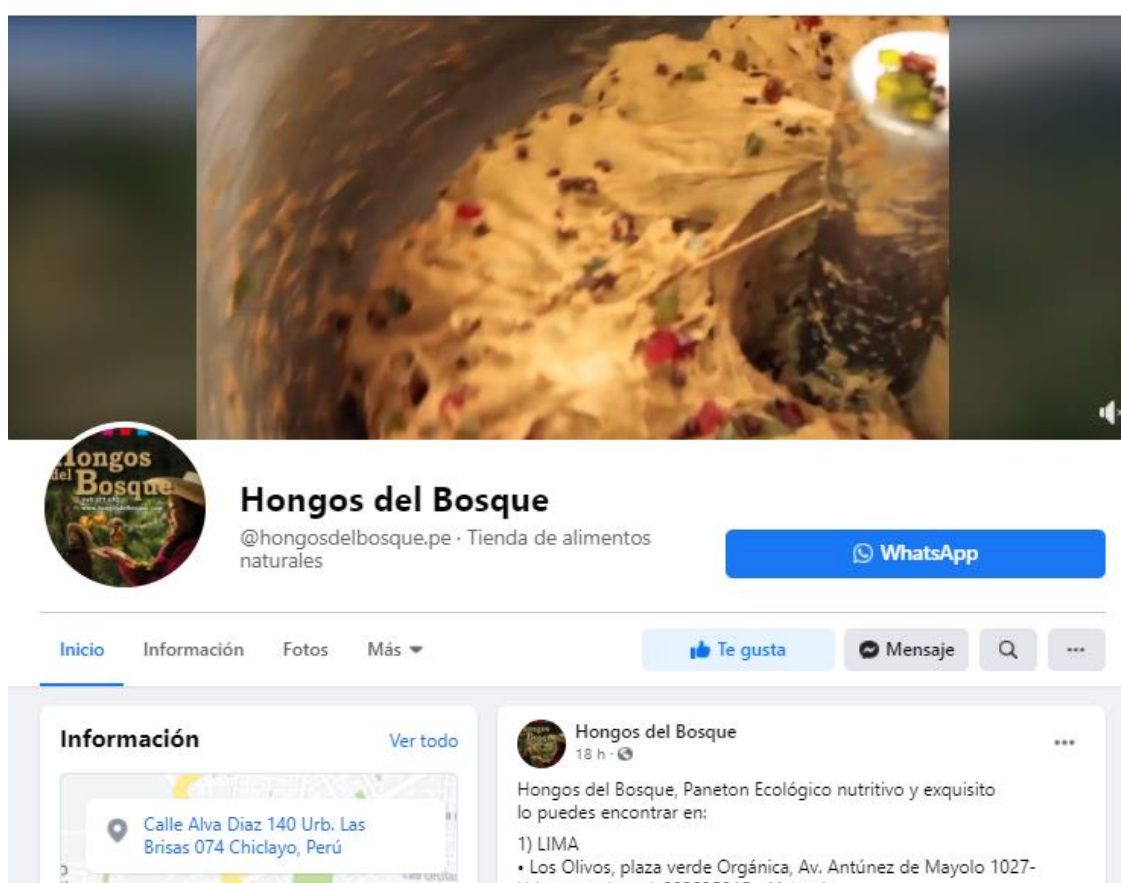 Hongos
del
Bosque
Hongos del Bosque
@hongosdelbosque.pe · Tienda de alimentos
naturales
WhatsApp
Inicio
Información
Fotos
Más
Te gusta
Mensaje
Información
Ver todo
Calle Alva Diaz 140 Urb. Las
Brisas 074 Chiclayo, Perú
Hongos del Bosque
18 h ·
Hongos del Bosque, Paneton Ecológico nutritivo y exquisito
lo puedes encontrar en:
1) LIMA
• Los Olivos, plaza verde Orgánica, Av. Antúnez de Mayolo 1027-